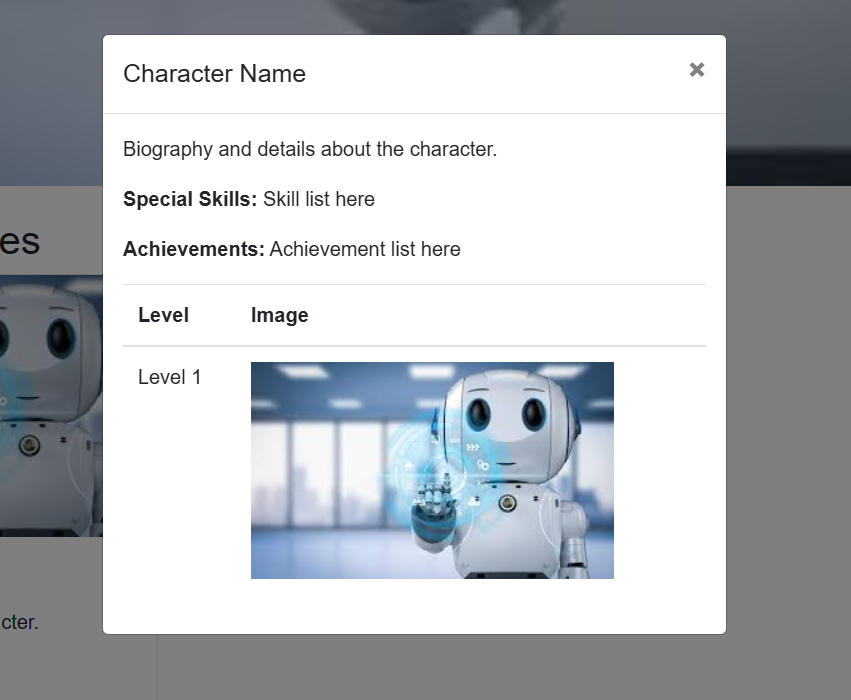 Character Name
×
Biography and details about the character.
es
Special Skills: Skill list here
Achievements: Achievement list here
Level Image
Level 1
cter.